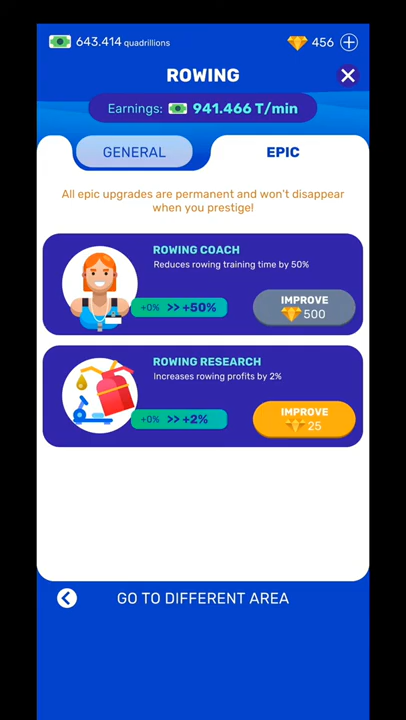 643.414 quadrillions
456
ROWING
Earnings: 941.466 T/min
GENERAL
EPIC
All epic upgrades are permanent and won't disappear
when you prestige!
ROWING COACH
Reduces rowing training time by 50%
+0% >> +50%
IMPROVE
500
ROWING RESEARCH
Increases rowing profits by 2%
+0% >> +2%
IMPROVE
25
GO TO DIFFERENT AREA